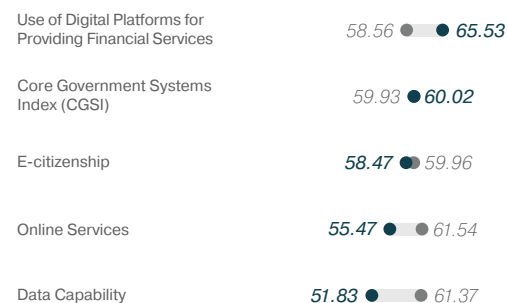 Use of Digital Platforms for
Providing Financial Services
58.56 65.53
Core Government Systems
Index (CGSI)
59.93 60.02
E-citizenship
58.47 59.96
Online Services
55.47 61.54
Data Capability
51.83 61.37